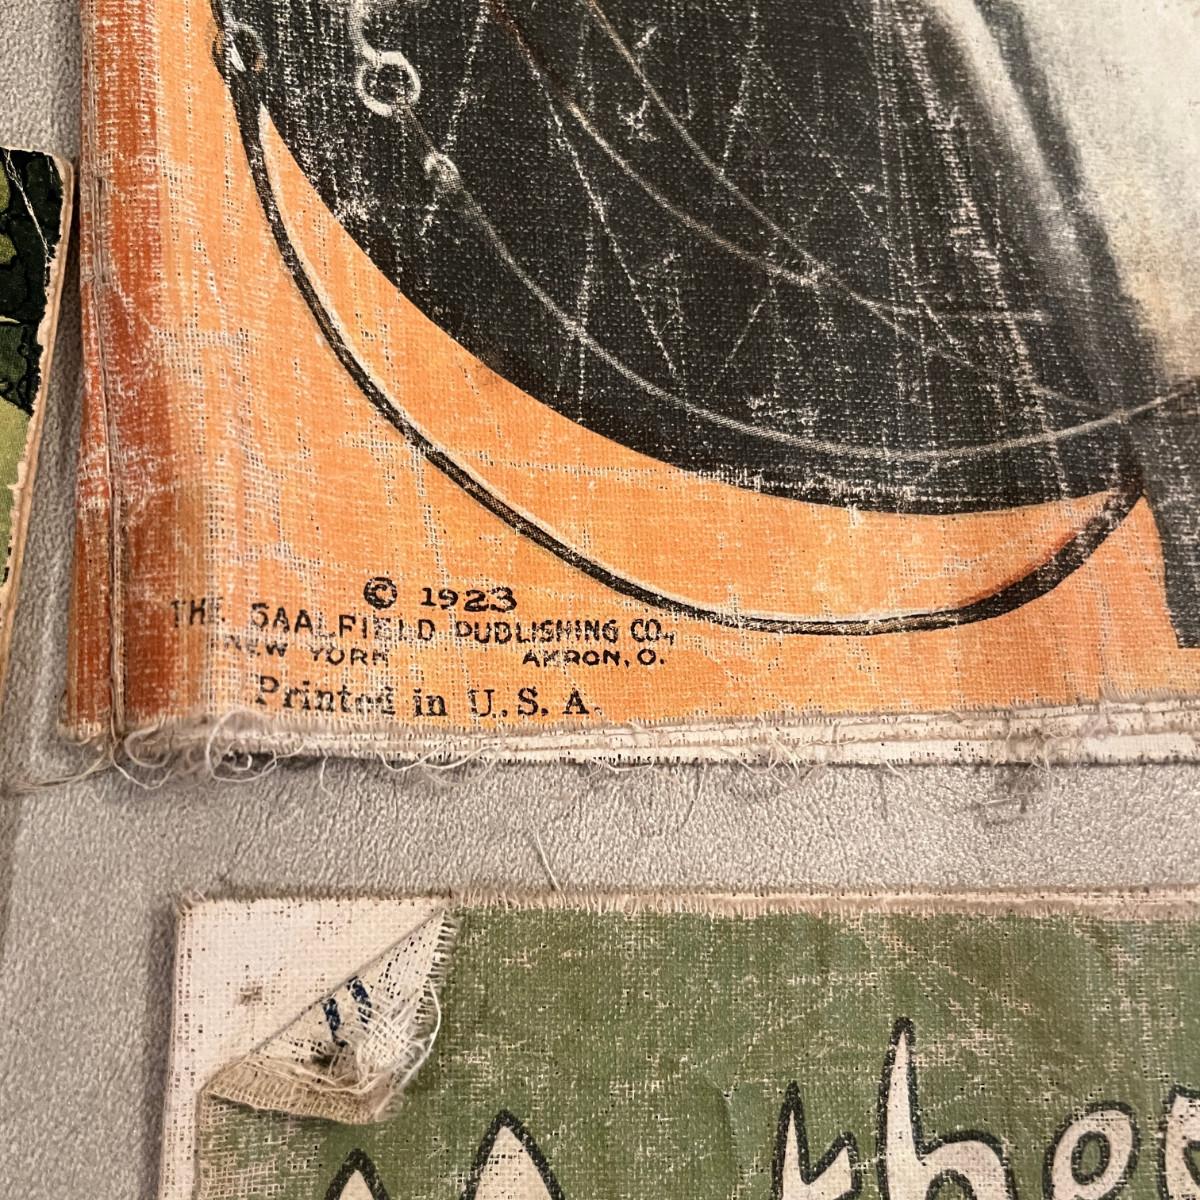 © 1923
THE SAALFIELD PUBLISHING CO.,
NEW YORK AKRON, O.
Printed in U.S.A.